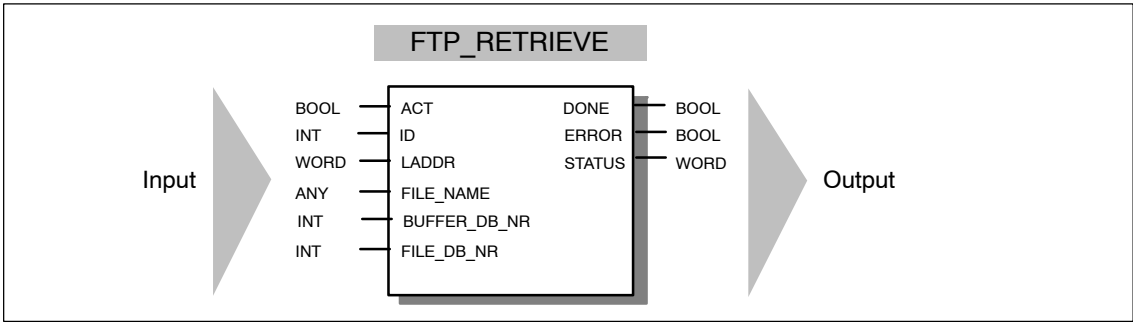 FTP_RETRIEVE
BOOL ACT DONE BOOL
INT ID ERROR BOOL
WORD LADDR STATUS WORD
Input ANY FILE_NAME Output
INT BUFFER_DB_NR
INT FILE_DB_NR